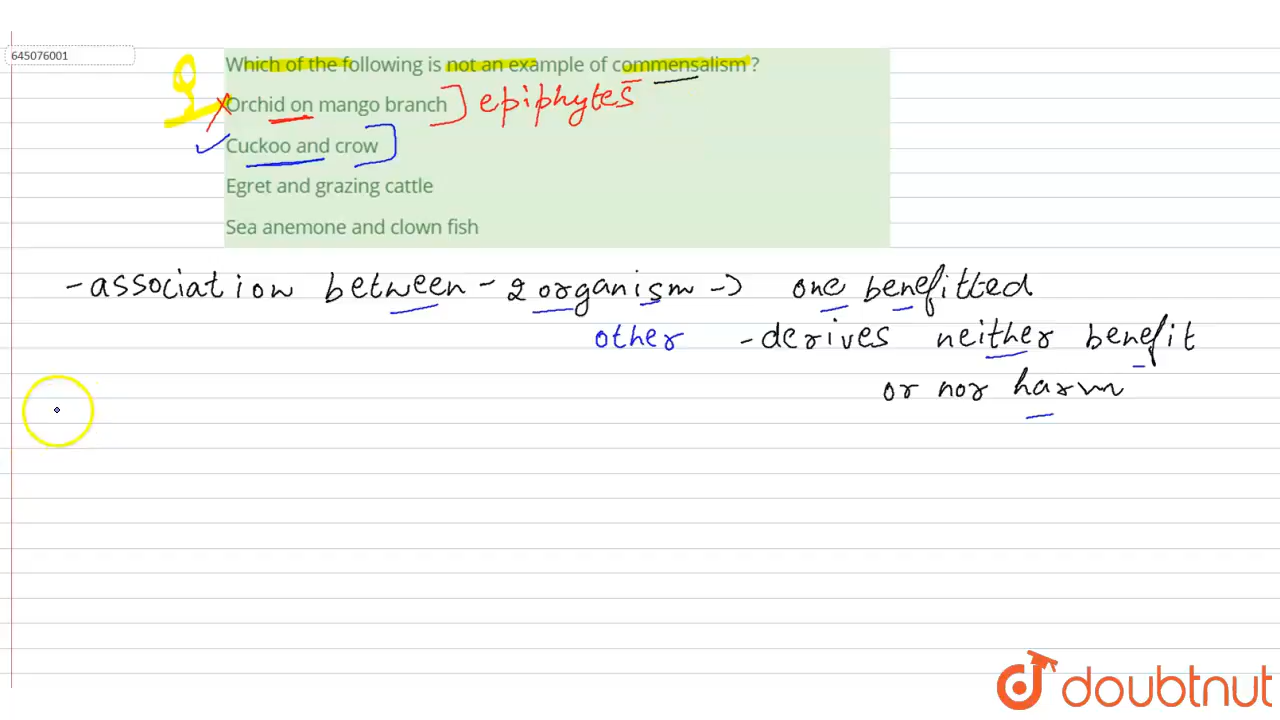 645076001
Which of the following is not an example of commensalism ?
Orchid on mango branch epiphytes
Cuckoo and crow
Egret and grazing cattle
Sea anemone and clown fish
- association between - 2 organism -> one benefitted
other - derives neither benefit
or nor harm
doubtnut